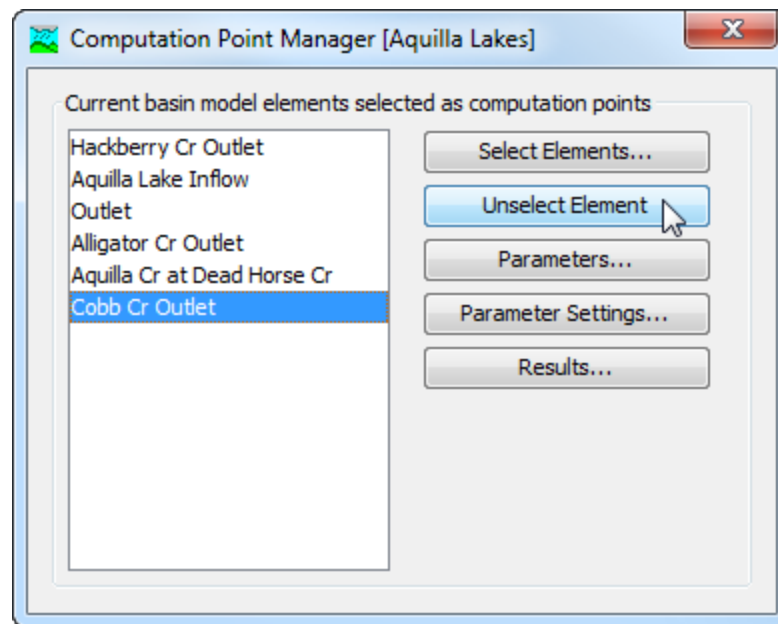 Computation Point Manager [Aquilla Lakes]
Current basin model elements selected as computation points
Hackberry Cr Outlet
Aquilla Lake Inflow
Outlet
Alligator Cr Outlet
Aquilla Cr at Dead Horse Cr
Cobb Cr Outlet
Select Elements...
Unselect Element
Parameters...
Parameter Settings...
Results...